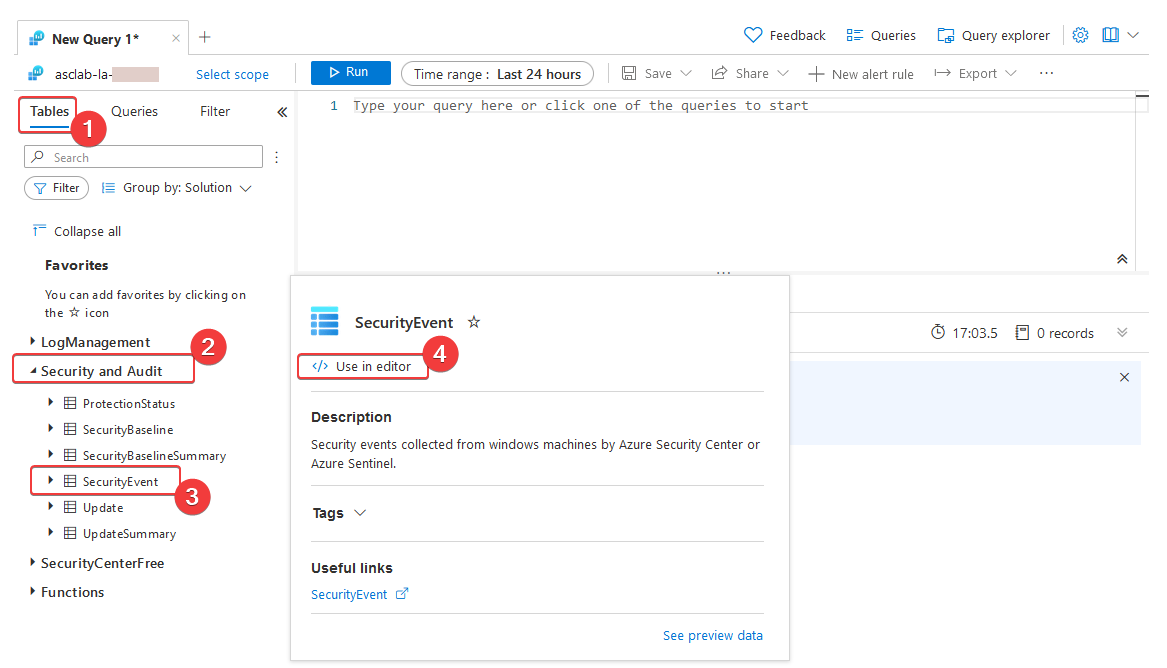 New Query 1*
Feedback
Queries
Query explorer
asclab-la-
Select scope
Run
Time range : Last 24 hours
Save
Share
New alert rule
Export
Tables
Queries
Filter
1
1 Type your query here or click one of the queries to start
Search
Filter
Group by: Solution
Collapse all
Favorites
You can add favorites by clicking on
the ☆ icon
LogManagement
2
Security and Audit
ProtectionStatus
SecurityBaseline
SecurityBaselineSummary
SecurityEvent
3
Update
UpdateSummary
SecurityCenterFree
Functions
SecurityEvent
4
</> Use in editor
Description
Security events collected from windows machines by Azure Security Center or
Azure Sentinel.
Tags
Useful links
SecurityEvent
See preview data
17:03.5
0 records